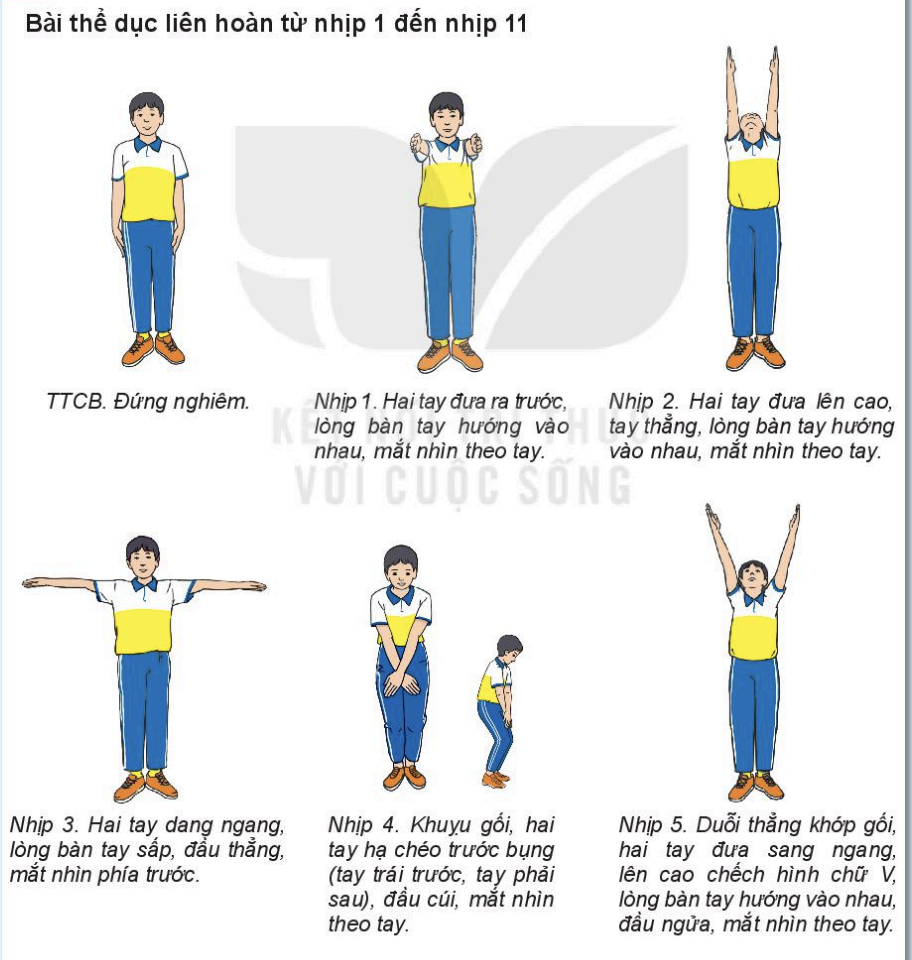 Bài thể dục liên hoàn từ nhịp 1 đến nhịp 11
TTCB. Đứng nghiêm.
Nhịp 1. Hai tay đưa ra trước,
lòng bàn tay hướng vào
nhau, mắt nhìn theo tay.
Nhịp 2. Hai tay đưa lên cao,
tay thẳng, lòng bàn tay hướng
vào nhau, mắt nhìn theo tay.
KẾT NỐI TRI THỨC
VỚI CUỘC SỐNG
Nhịp 3. Hai tay dang ngang,
lòng bàn tay sấp, đầu thẳng,
mắt nhìn phía trước.
Nhịp 4. Khuỵu gối, hai
tay hạ chéo trước bụng
(tay trái trước, tay phải
sau), đầu cúi, mắt nhìn
theo tay.
Nhịp 5. Duỗi thẳng khớp gối,
hai tay đưa sang ngang,
lên cao chếch hình chữ V,
lòng bàn tay hướng vào nhau,
đầu ngửa, mắt nhìn theo tay.